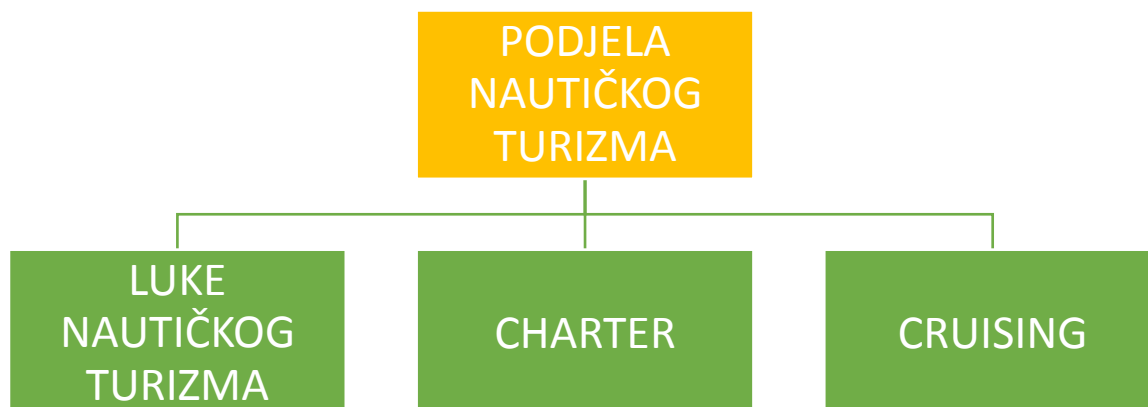 PODJELA
NAUTIČKOG
TURIZMA
LUKE
NAUTIČKOG
TURIZMA
CHARTER
CRUISING